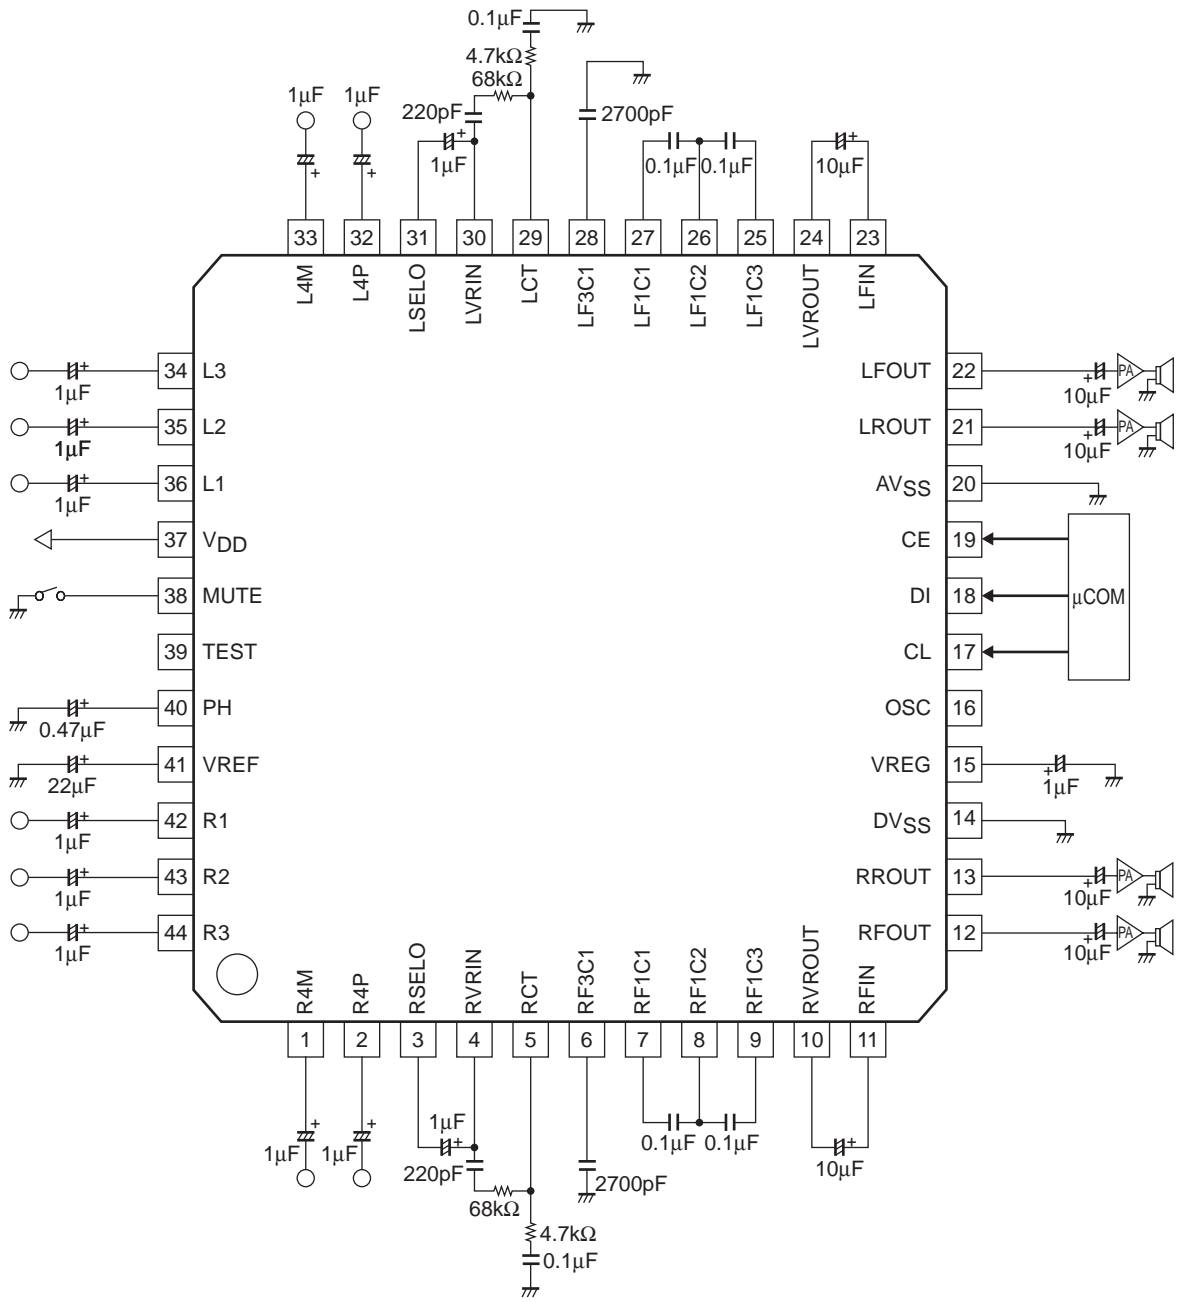 0.1μF
4.7kΩ
68kΩ
1μF 1μF
220pF
2700pF
1μF
0.1μF 0.1μF
10μF
33 32 31 30 29 28 27 26 25 24 23
L4M L4P LSELO LVRIN LCT LF3C1 LF1C1 LF1C2 LF1C3 LVROUT LFIN
+ 1μF 34 L3
+ 1μF 35 L2
+ 1μF 36 L1
37 VDD
38 MUTE
39 TEST
+ 0.47μF 40 PH
+ 22μF 41 VREF
+ 1μF 42 R1
+ 1μF 43 R2
+ 1μF 44 R3
LFOUT 22 + 10μF PA
LROUT 21 + 10μF PA
AVSS 20
CE 19
DI 18 μCOM
CL 17
OSC 16
VREG 15 + 1μF
DVSS 14
RROUT 13 + 10μF PA
RFOUT 12 + 10μF PA
R4M R4P RSELO RVRIN RCT RF3C1 RF1C1 RF1C2 RF1C3 RVROUT RFIN
1 2 3 4 5 6 7 8 9 10 11
1μF 1μF
1μF
220pF
68kΩ
4.7kΩ
0.1μF
2700pF
0.1μF 0.1μF
10μF